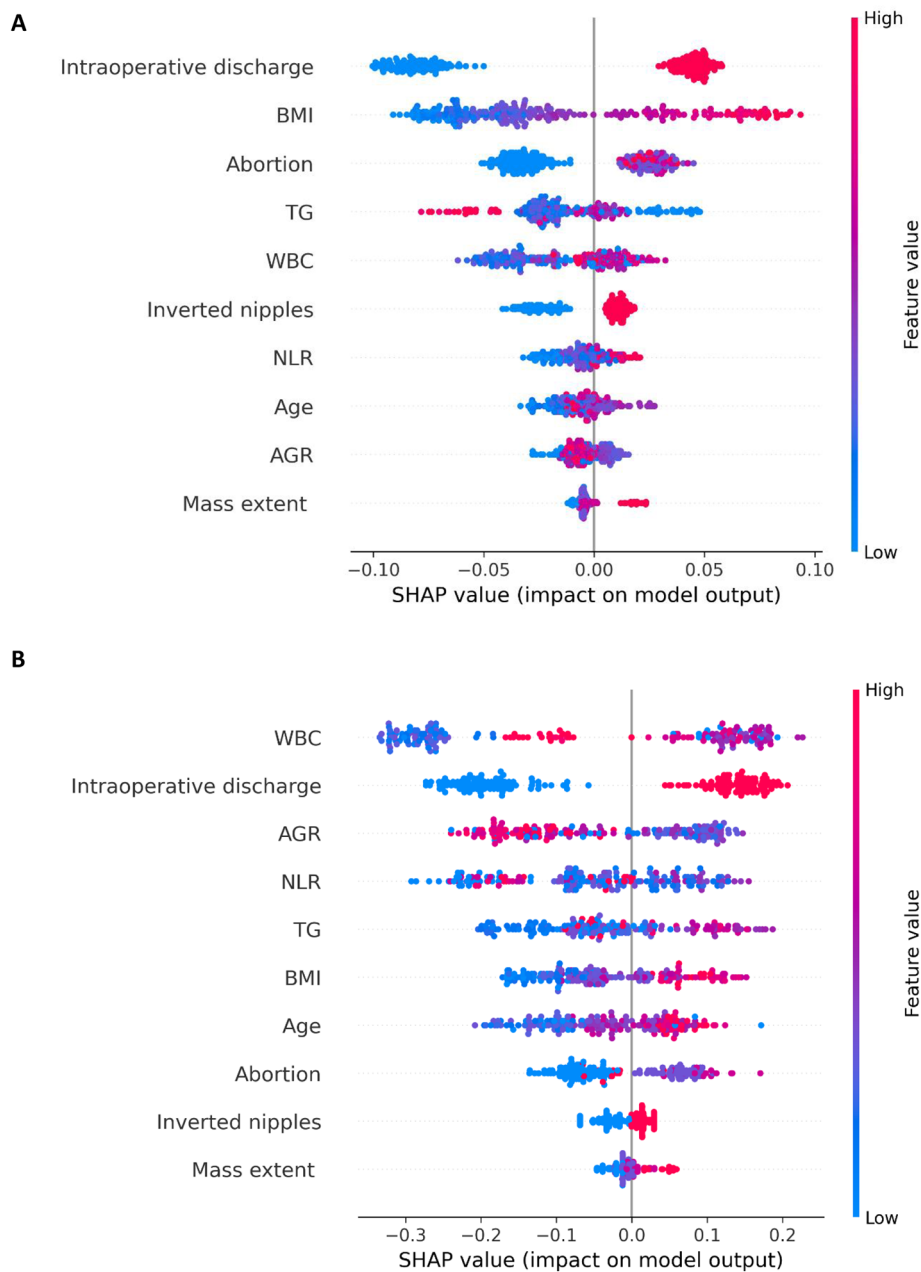 A
High
Intraoperative discharge
BMI
Abortion
TG
WBC
Inverted nipples
NLR
Age
AGR
Mass extent
Feature value
Low
−0.10 −0.05 0.00 0.05 0.10
SHAP value (impact on model output)
B
High
WBC
Intraoperative discharge
AGR
NLR
TG
BMI
Age
Abortion
Inverted nipples
Mass extent
Feature value
Low
−0.3 −0.2 −0.1 0.0 0.1 0.2
SHAP value (impact on model output)